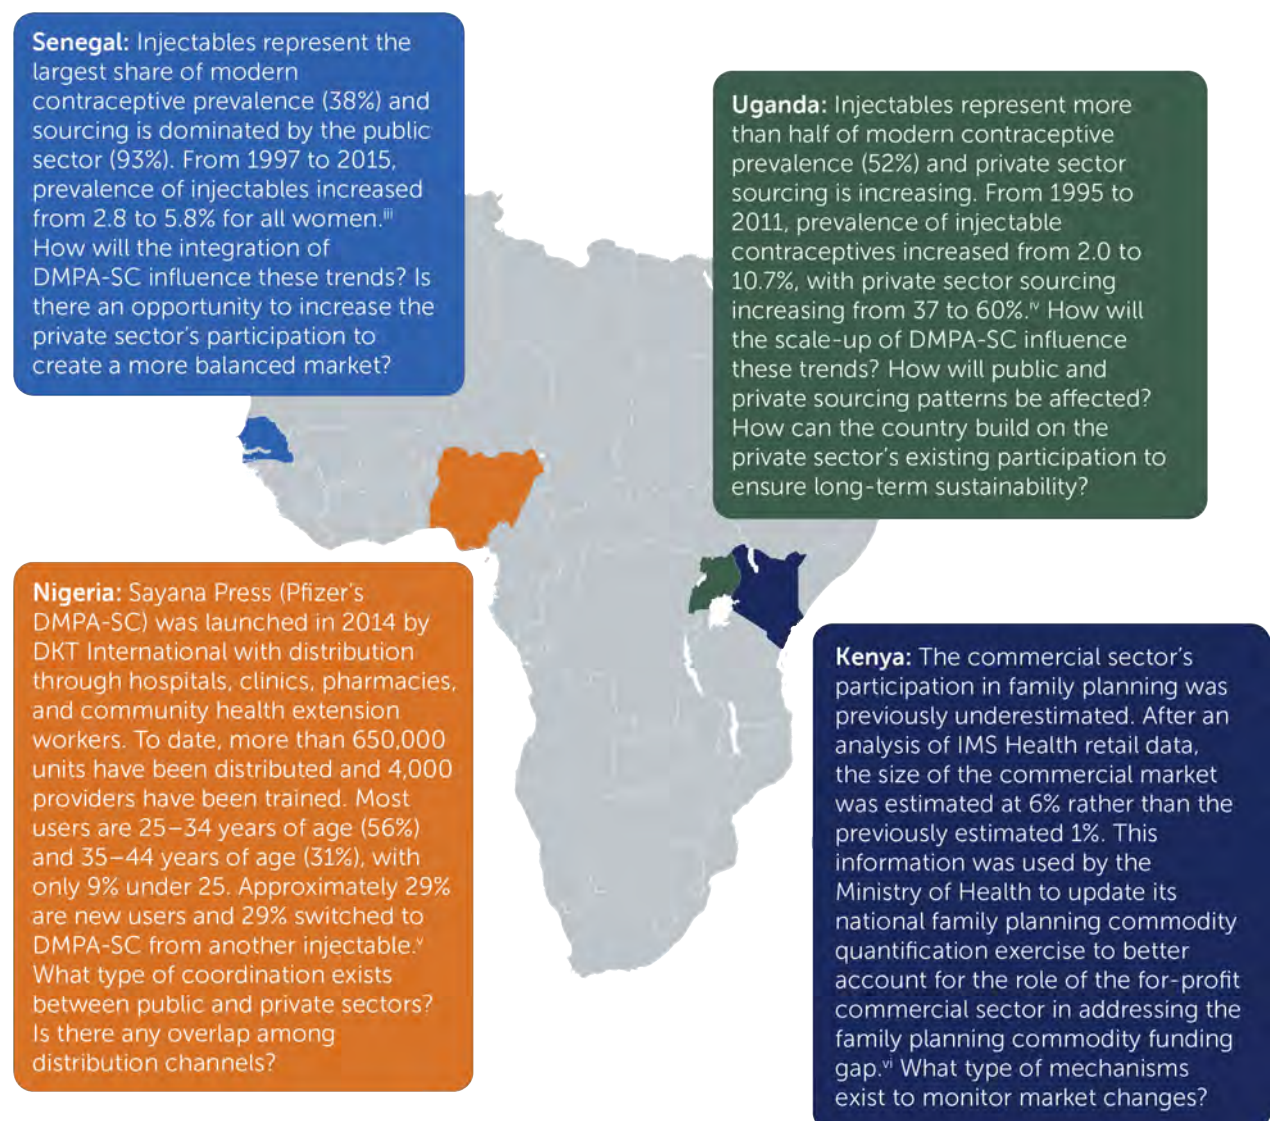 Senegal: Injectables represent the
largest share of modern
contraceptive prevalence (38%) and
sourcing is dominated by the public
sector (93%). From 1997 to 2015,
prevalence of injectables increased
from 2.8 to 5.8% for all women.iii
How will the integration of
DMPA-SC influence these trends? Is
there an opportunity to increase the
private sector’s participation to
create a more balanced market?
Uganda: Injectables represent more
than half of modern contraceptive
prevalence (52%) and private sector
sourcing is increasing. From 1995 to
2011, prevalence of injectable
contraceptives increased from 2.0 to
10.7%, with private sector sourcing
increasing from 37 to 60%.iv How will
the scale-up of DMPA-SC influence
these trends? How will public and
private sourcing patterns be affected?
How can the country build on the
private sector’s existing participation to
ensure long-term sustainability?
Nigeria: Sayana Press (Pfizer’s
DMPA-SC) was launched in 2014 by
DKT International with distribution
through hospitals, clinics, pharmacies,
and community health extension
workers. To date, more than 650,000
units have been distributed and 4,000
providers have been trained. Most
users are 25–34 years of age (56%)
and 35–44 years of age (31%), with
only 9% under 25. Approximately 29%
are new users and 29% switched to
DMPA-SC from another injectable.v
What type of coordination exists
between public and private sectors?
Is there any overlap among
distribution channels?
Kenya: The commercial sector’s
participation in family planning was
previously underestimated. After an
analysis of IMS Health retail data,
the size of the commercial market
was estimated at 6% rather than the
previously estimated 1%. This
information was used by the
Ministry of Health to update its
national family planning commodity
quantification exercise to better
account for the role of the for-profit
commercial sector in addressing the
family planning commodity funding
gap.vi What type of mechanisms
exist to monitor market changes?